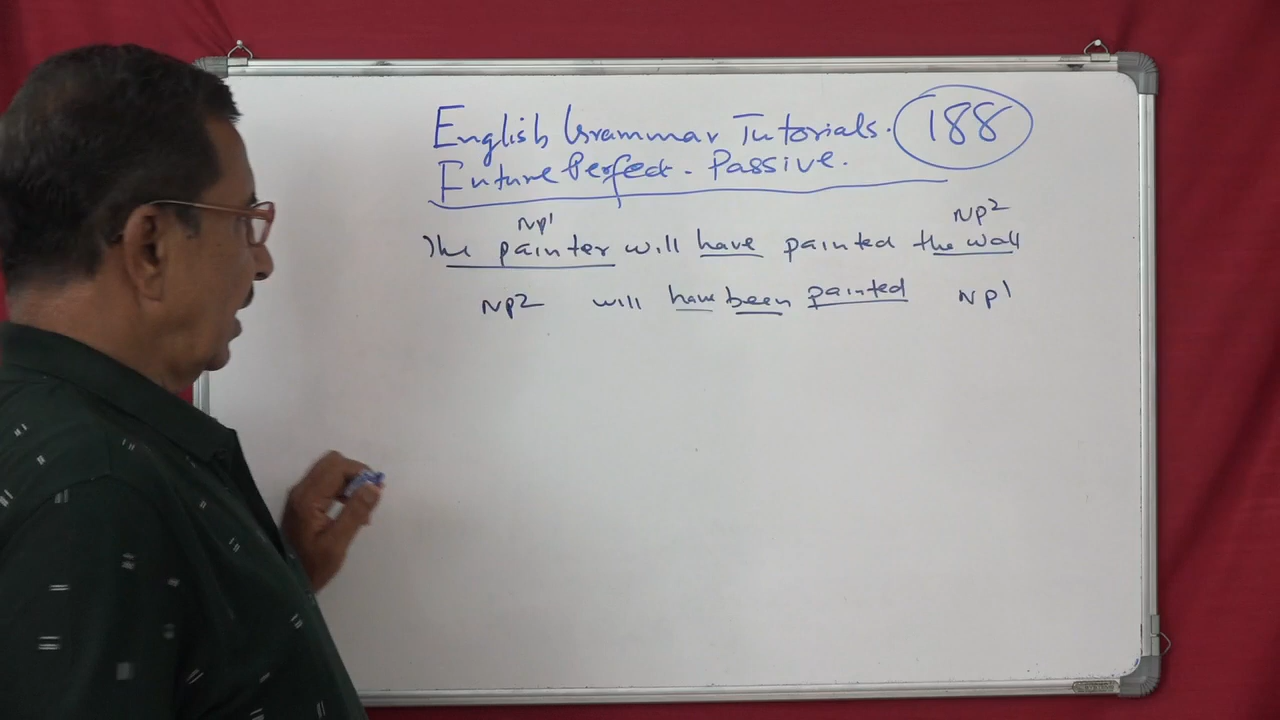 English Grammar Tutorials. 188
Future Perfect - Passive.
NP1 NP2
The painter will have painted the wall
NP2 will have been painted NP1